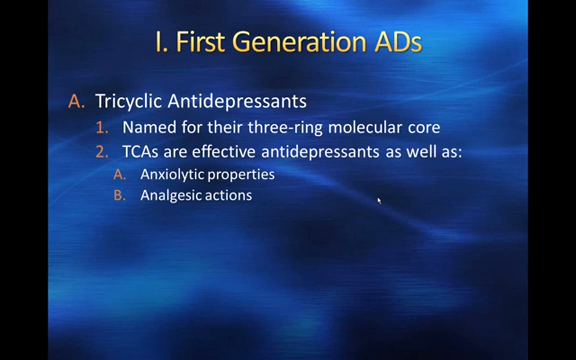 I. First Generation ADs
A. Tricyclic Antidepressants
1. Named for their three-ring molecular core
2. TCAs are effective antidepressants as well as:
A. Anxiolytic properties
B. Analgesic actions